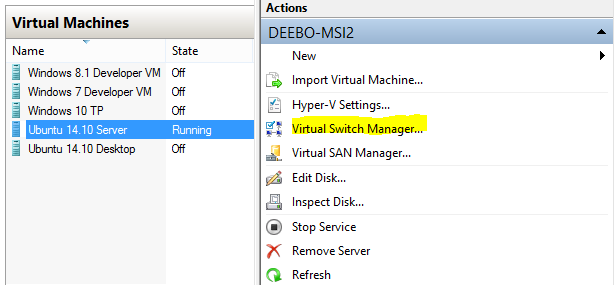 Virtual Machines
Name State
Windows 8.1 Developer VM Off
Windows 7 Developer VM Off
Windows 10 TP Off
Ubuntu 14.10 Server Running
Ubuntu 14.10 Desktop Off
Actions
DEEBO-MSI2
New
Import Virtual Machine...
Hyper-V Settings...
Virtual Switch Manager...
Virtual SAN Manager...
Edit Disk...
Inspect Disk...
Stop Service
Remove Server
Refresh